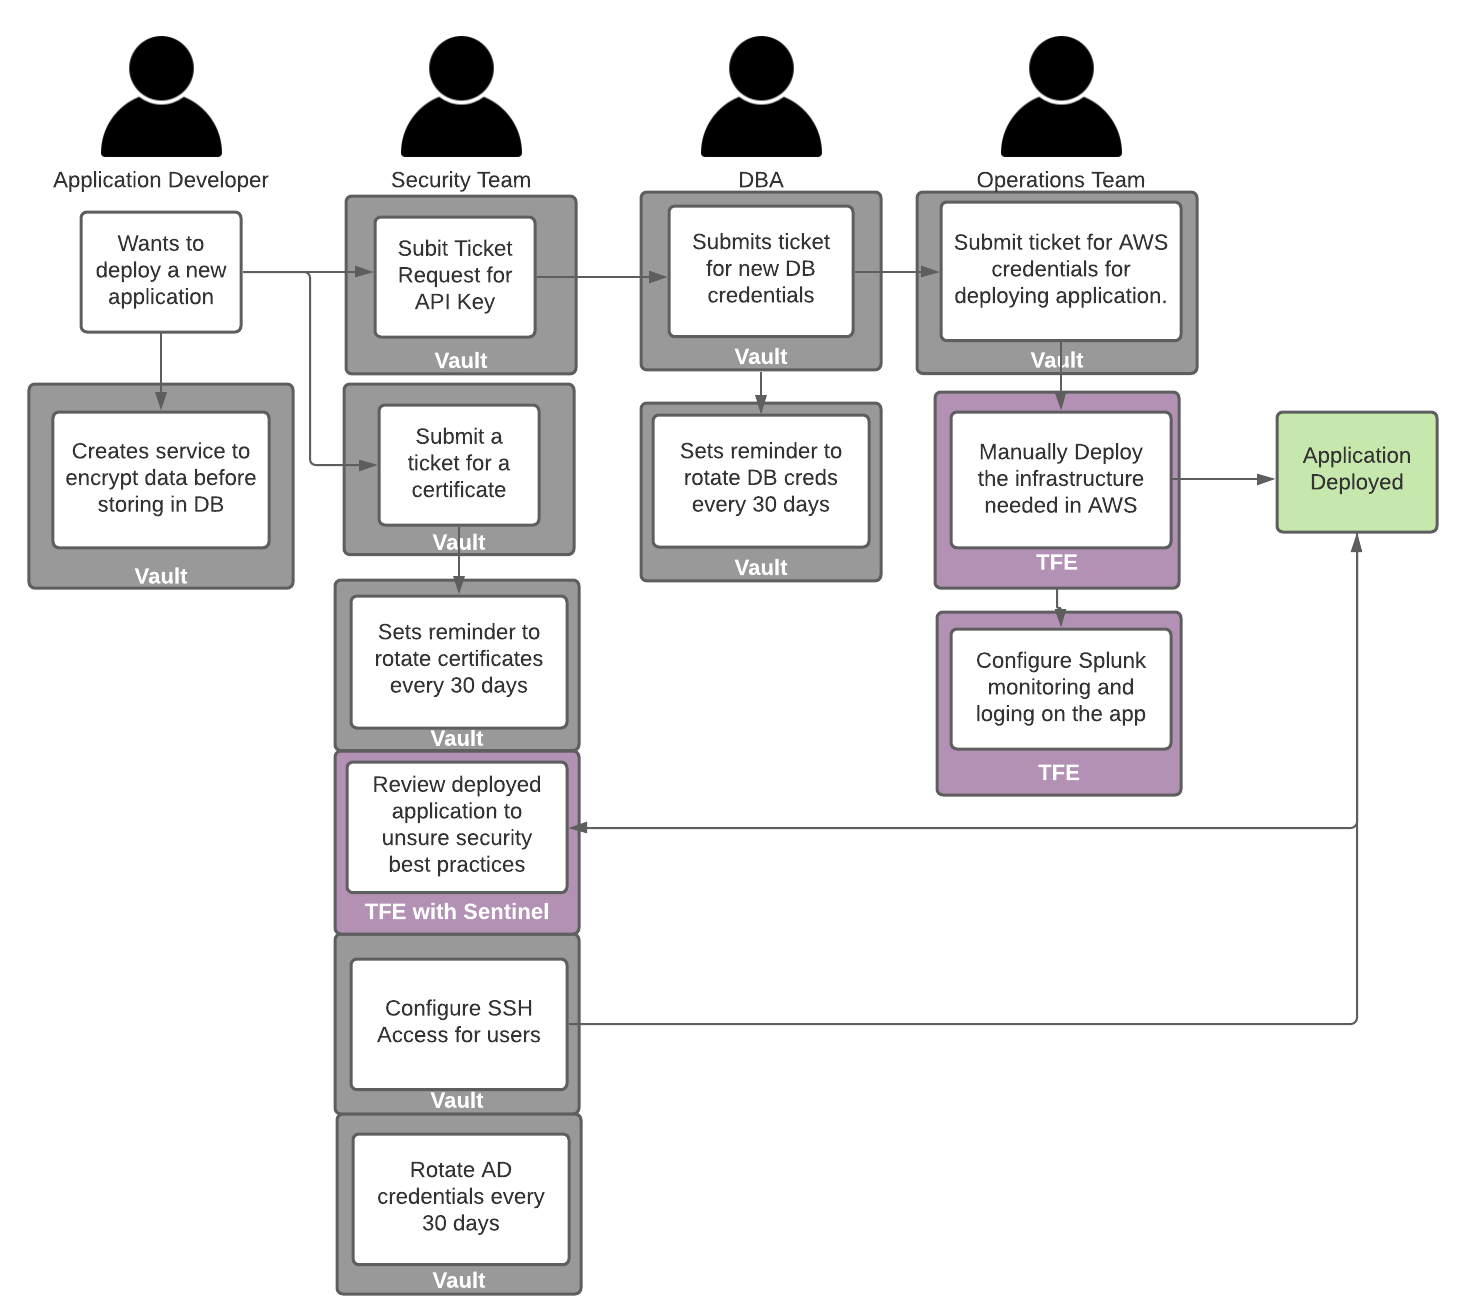 Application Developer
Security Team
DBA
Operations Team
Wants to
deploy a new
application
Subit Ticket
Request for
API Key
Vault
Submits ticket
for new DB
credentials
Vault
Submit ticket for AWS
credentials for
deploying application.
Vault
Creates service to
encrypt data before
storing in DB
Vault
Submit a
ticket for a
certificate
Vault
Sets reminder to
rotate DB creds
every 30 days
Vault
Manually Deploy
the infrastructure
needed in AWS
TFE
Application
Deployed
Sets reminder to
rotate certificates
every 30 days
Vault
Configure Splunk
monitoring and
loging on the app
TFE
Review deployed
application to
unsure security
best practices
TFE with Sentinel
Configure SSH
Access for users
Vault
Rotate AD
credentials every
30 days
Vault